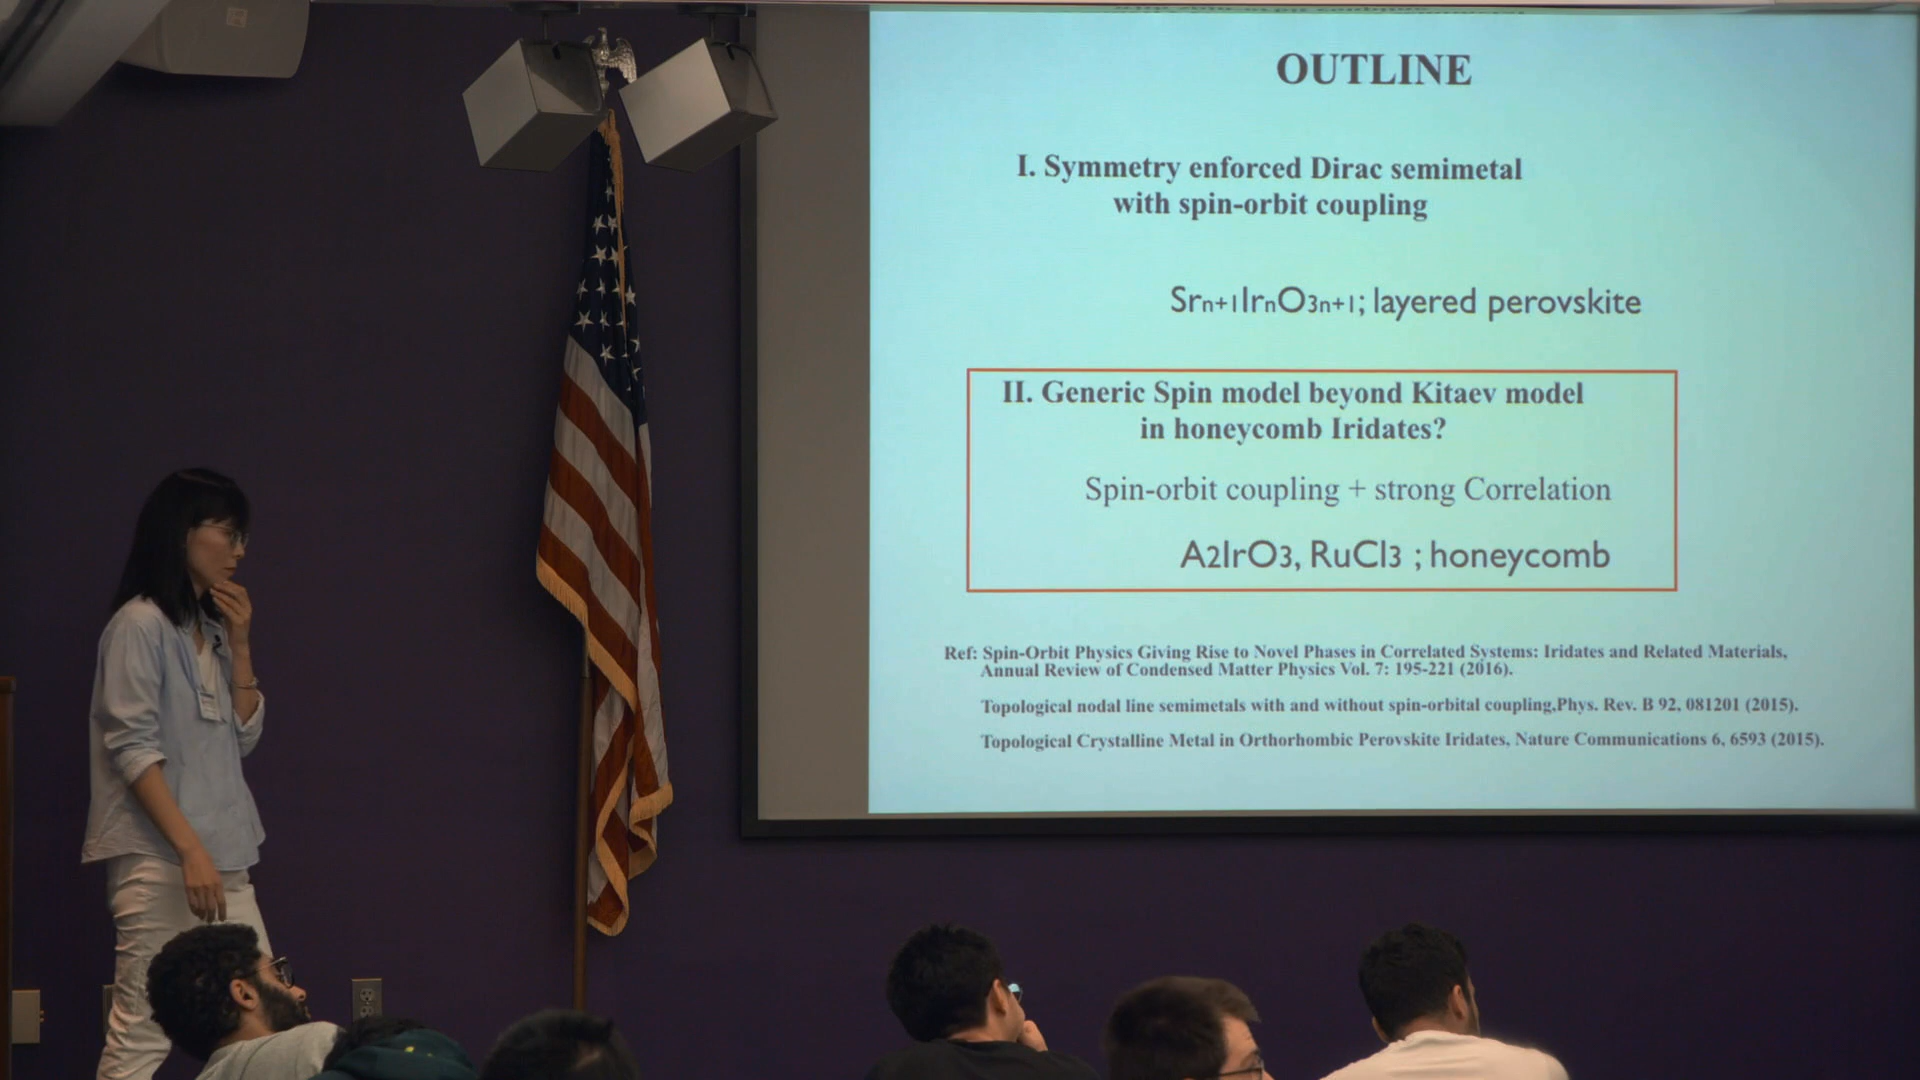 OUTLINE
I. Symmetry enforced Dirac semimetal
with spin-orbit coupling
Srn+1IrnO3n+1; layered perovskite
II. Generic Spin model beyond Kitaev model
in honeycomb Iridates?
Spin-orbit coupling + strong Correlation
A2IrO3, RuCl3 ; honeycomb
Ref: Spin-Orbit Physics Giving Rise to Novel Phases in Correlated Systems: Iridates and Related Materials,
Annual Review of Condensed Matter Physics Vol. 7: 195-221 (2016).
Topological nodal line semimetals with and without spin-orbital coupling,Phys. Rev. B 92, 081201 (2015).
Topological Crystalline Metal in Orthorhombic Perovskite Iridates, Nature Communications 6, 6593 (2015).